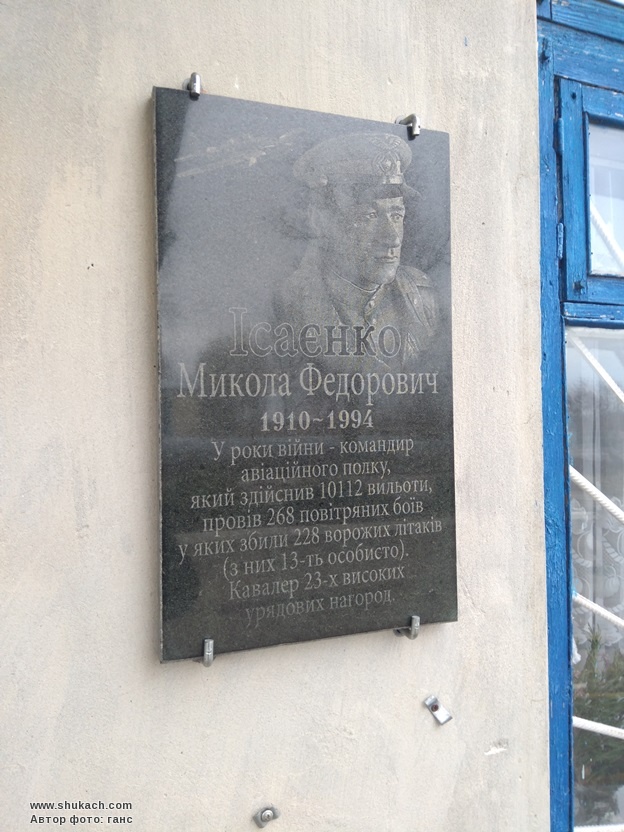 Ісаєнко
Микола Федорович
1910~1994
У роки війни - командир
авіаційного полку,
який здійснив 10112 вильоти,
провів 268 повітряних боїв
у яких збили 228 ворожих літаків
(з них 13-ть особисто).
Кавалер 23-х високих
урядових нагород.
www.shukach.com
Автор фото: ганс